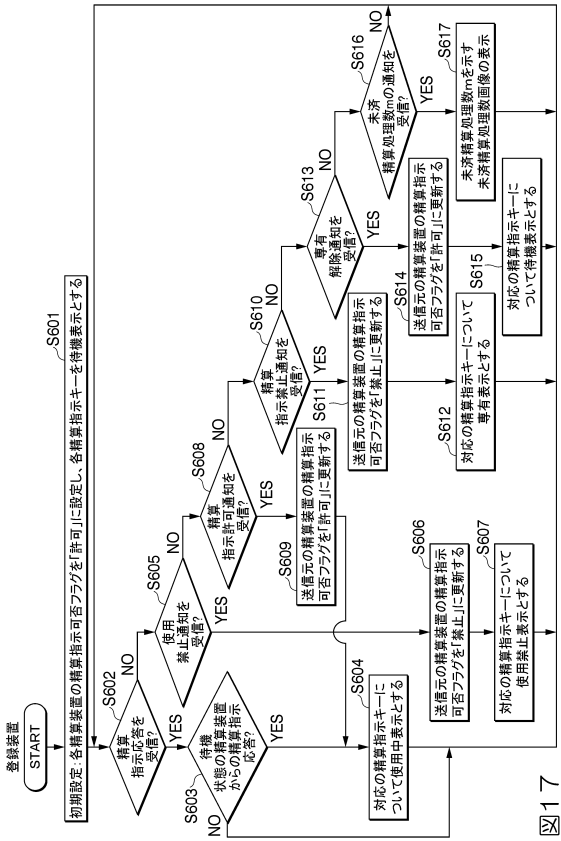 登録装置
START
S601
初期設定：各精算装置の精算指示可否フラグを「許可」に設定し、各精算指示キーを待機表示とする
S602
精算
指示応答を
受信?
NO
YES
S603
待機
状態の精算装置
からの精算指示
応答?
NO
YES
S604
対応の精算指示キーに
ついて使用中表示とする
S605
使用
禁止通知を
受信?
NO
YES
S606
送信元の精算装置の精算指示
可否フラグを「禁止」に更新する
S607
対応の精算指示キーについて
使用禁止表示とする
S608
精算
指示許可通知を
受信?
NO
YES
S609
送信元の精算装置の精算指示
可否フラグを「許可」に更新する
S610
精算
指示禁止通知を
受信?
NO
YES
S611
送信元の精算装置の精算指示
可否フラグを「禁止」に更新する
S612
対応の精算指示キーについて
専有表示とする
S613
専有
解除通知を
受信?
NO
YES
S614
送信元の精算装置の精算指示
可否フラグを「許可」に更新する
S615
対応の精算指示キーに
ついて待機表示とする
S616
未済
精算処理数mの通知を
受信?
NO
YES
S617
未済精算処理数mを示す
未済精算処理数画像の表示
図17